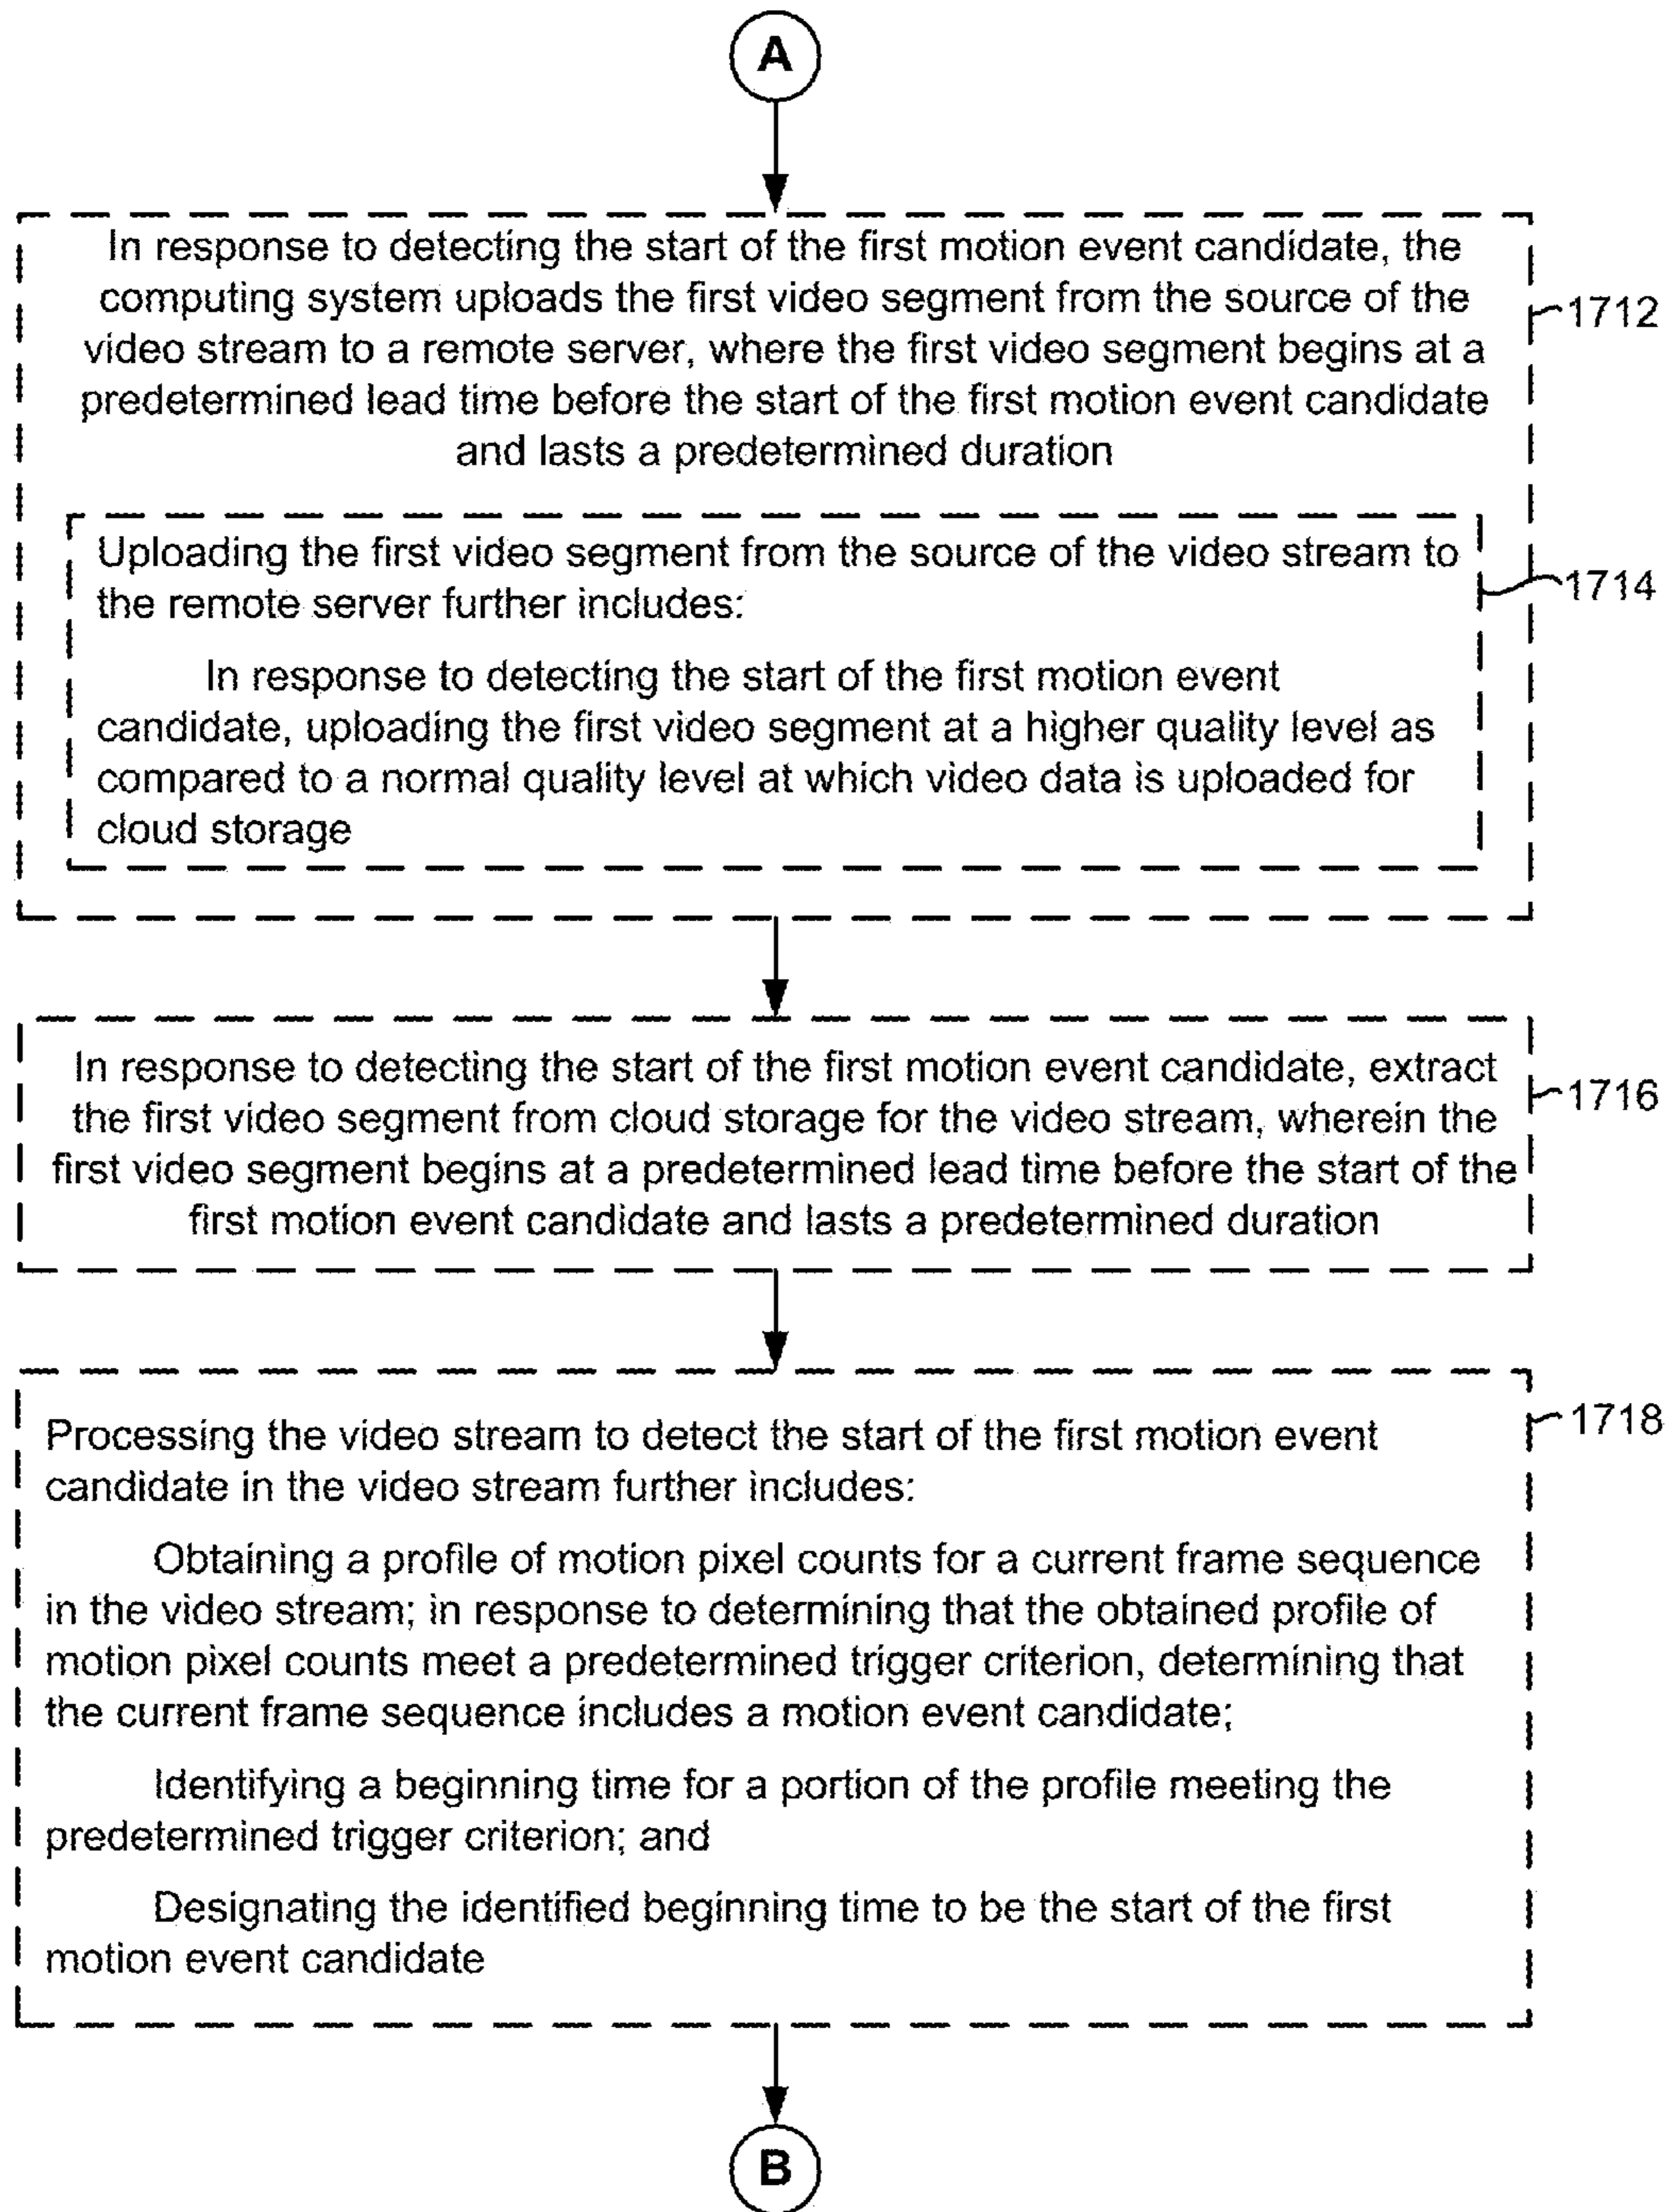 A
In response to detecting the start of the first motion event candidate, the
computing system uploads the first video segment from the source of the
video stream to a remote server, where the first video segment begins at a
predetermined lead time before the start of the first motion event candidate
and lasts a predetermined duration
1712
Uploading the first video segment from the source of the video stream to
the remote server further includes:
1714
In response to detecting the start of the first motion event
candidate, uploading the first video segment at a higher quality level as
compared to a normal quality level at which video data is uploaded for
cloud storage
In response to detecting the start of the first motion event candidate, extract
the first video segment from cloud storage for the video stream, wherein the
first video segment begins at a predetermined lead time before the start of the
first motion event candidate and lasts a predetermined duration
1716
Processing the video stream to detect the start of the first motion event
candidate in the video stream further includes:
1718
Obtaining a profile of motion pixel counts for a current frame sequence
in the video stream; in response to determining that the obtained profile of
motion pixel counts meet a predetermined trigger criterion, determining that
the current frame sequence includes a motion event candidate;
Identifying a beginning time for a portion of the profile meeting the
predetermined trigger criterion; and
Designating the identified beginning time to be the start of the first
motion event candidate
B